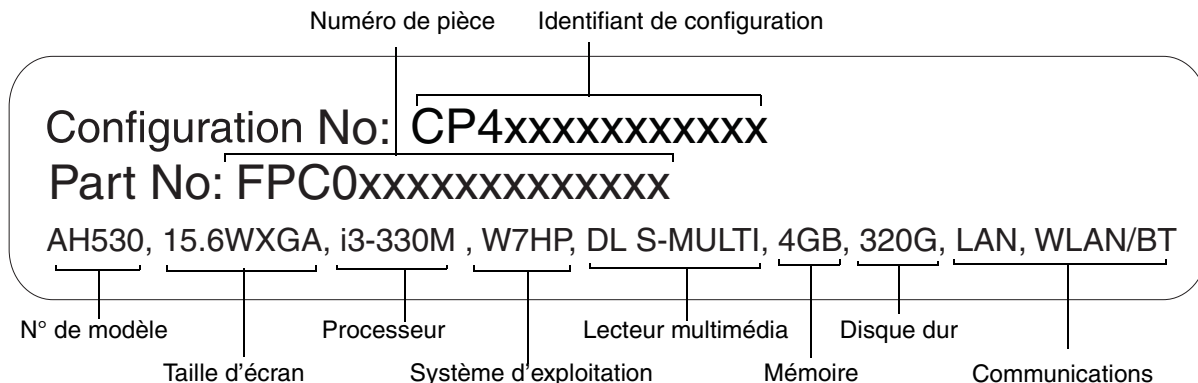 Numéro de pièce Identifiant de configuration
Configuration No: CP4xxxxxxxxxxx
Part No: FPC0xxxxxxxxxxxxxx
AH530, 15.6WXGA, i3-330M , W7HP, DL S-MULTI, 4GB, 320G, LAN, WLAN/BT
N° de modèle Processeur Lecteur multimédia Disque dur
Taille d'écran Système d'exploitation Mémoire Communications